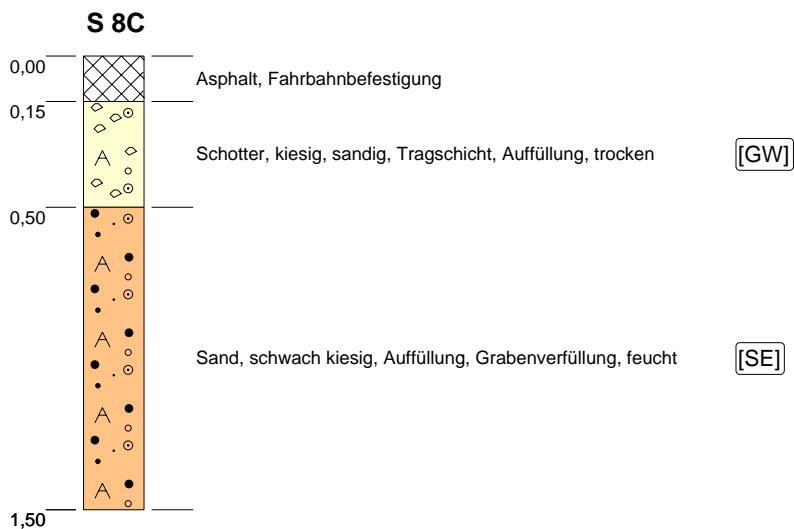 S 8C
0,00
Asphalt, Fahrbahnbefestigung
0,15
Schotter, kiesig, sandig, Tragschicht, Auffüllung, trocken [GW]
0,50
Sand, schwach kiesig, Auffüllung, Grabenverfüllung, feucht [SE]
1,50